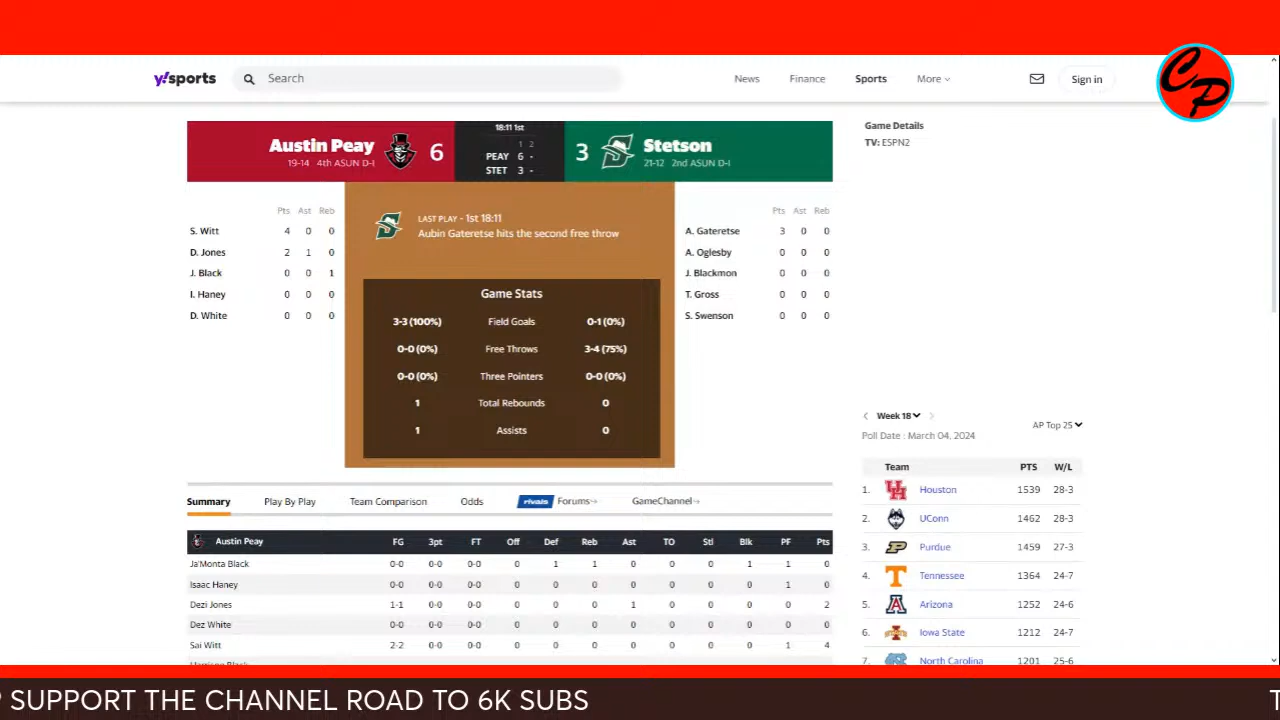 y!sports
Search
News
Finance
Sports
More
Sign in
CP
Austin Peay
19-14 4th ASUN D-I
6
18:11 1st
1 2
PEAY 6 -
STET 3 -
3
Stetson
21-12 2nd ASUN D-I
Game Details
TV: ESPN2
Pts Ast Reb
S. Witt 4 0 0
D. Jones 2 1 0
J. Black 0 0 1
I. Haney 0 0 0
D. White 0 0 0
LAST PLAY - 1st 18:11
Aubin Gateretse hits the second free throw
Game Stats
3-3 (100%) Field Goals 0-1 (0%)
0-0 (0%) Free Throws 3-4 (75%)
0-0 (0%) Three Pointers 0-0 (0%)
1 Total Rebounds 0
1 Assists 0
Pts Ast Reb
A. Gateretse 3 0 0
A. Oglesby 0 0 0
J. Blackmon 0 0 0
T. Gross 0 0 0
S. Swenson 0 0 0
Week 18
AP Top 25
Poll Date : March 04, 2024
Team PTS W/L
1. Houston 1539 28-3
2. UConn 1462 28-3
3. Purdue 1459 27-3
4. Tennessee 1364 24-7
5. Arizona 1252 24-6
6. Iowa State 1212 24-7
7. North Carolina 1201 25-6
Summary
Play By Play
Team Comparison
Odds
rivals Forums
GameChannel
Austin Peay FG 3pt FT Off Def Reb Ast TO Stl Blk PF Pts
Ja'Monta Black 0-0 0-0 0-0 0 1 1 0 0 0 1 1 0
Isaac Haney 0-0 0-0 0-0 0 0 0 0 0 0 0 1 0
Dezi Jones 1-1 0-0 0-0 0 0 0 1 0 0 0 0 2
Dez White 0-0 0-0 0-0 0 0 0 0 0 0 0 0 0
Sai Witt 2-2 0-0 0-0 0 0 0 0 0 0 0 1 4
SUPPORT THE CHANNEL ROAD TO 6K SUBS